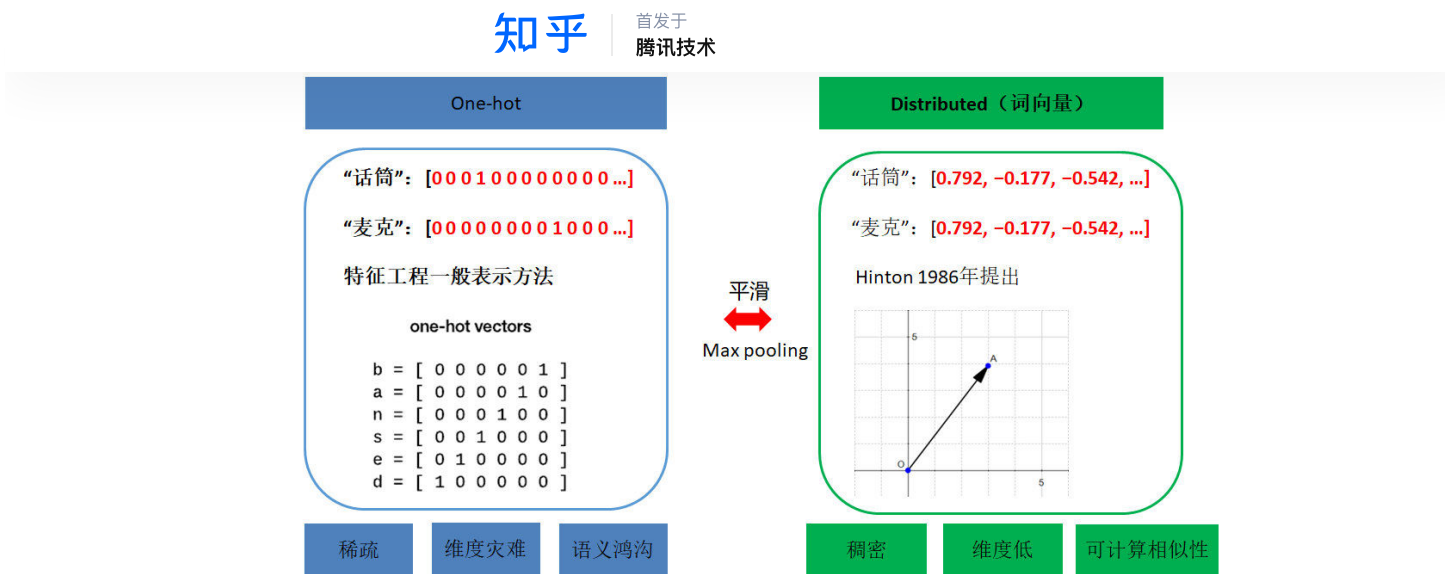 知乎
首发于
腾讯技术
One-hot
“话筒”：[0 0 0 1 0 0 0 0 0 0 0 0 ...]
“麦克”：[0 0 0 0 0 0 0 0 0 1 0 0 0 ...]
特征工程一般表示方法
one-hot vectors
b = [ 0 0 0 0 0 1 ]
a = [ 0 0 0 0 1 0 ]
n = [ 0 0 0 1 0 0 ]
s = [ 0 0 1 0 0 0 ]
e = [ 0 1 0 0 0 0 ]
d = [ 1 0 0 0 0 0 ]
稀疏
维度灾难
语义鸿沟
平滑
Max pooling
Distributed（词向量）
“话筒”：[0.792, −0.177, −0.542, ...]
“麦克”：[0.792, −0.177, −0.542, ...]
Hinton 1986年提出
5
A
O
5
稠密
维度低
可计算相似性